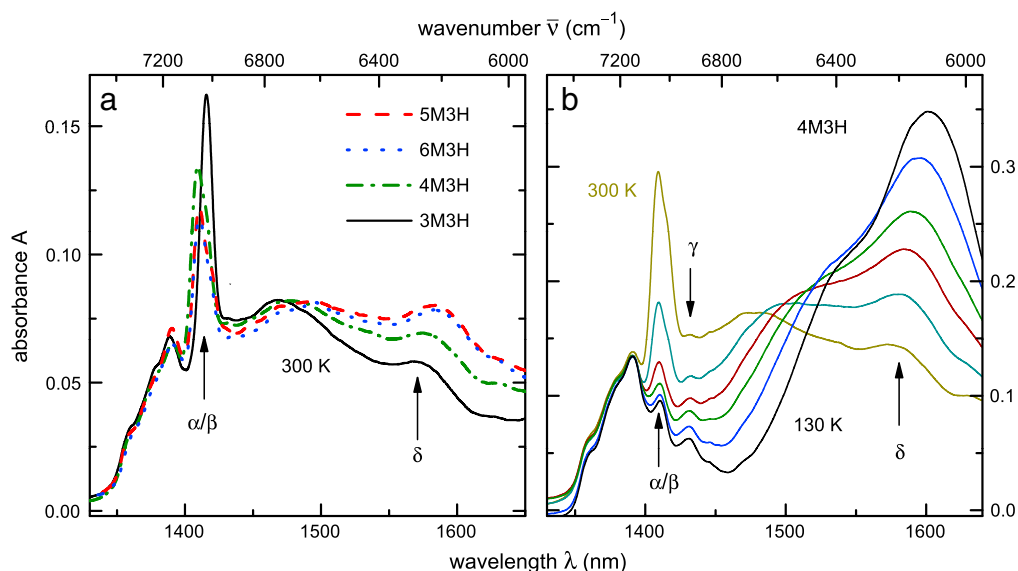 wavenumber ν̄ (cm⁻¹)
7200 6800 6400 6000 7200 6800 6400 6000
a
5M3H
6M3H
4M3H
3M3H
300 K
α/β
δ
0.15
0.10
0.05
0.00
absorbance A
1400 1500 1600
b
4M3H
300 K
γ
130 K
α/β
δ
0.3
0.2
0.1
0.0
1400 1500 1600
wavelength λ (nm)